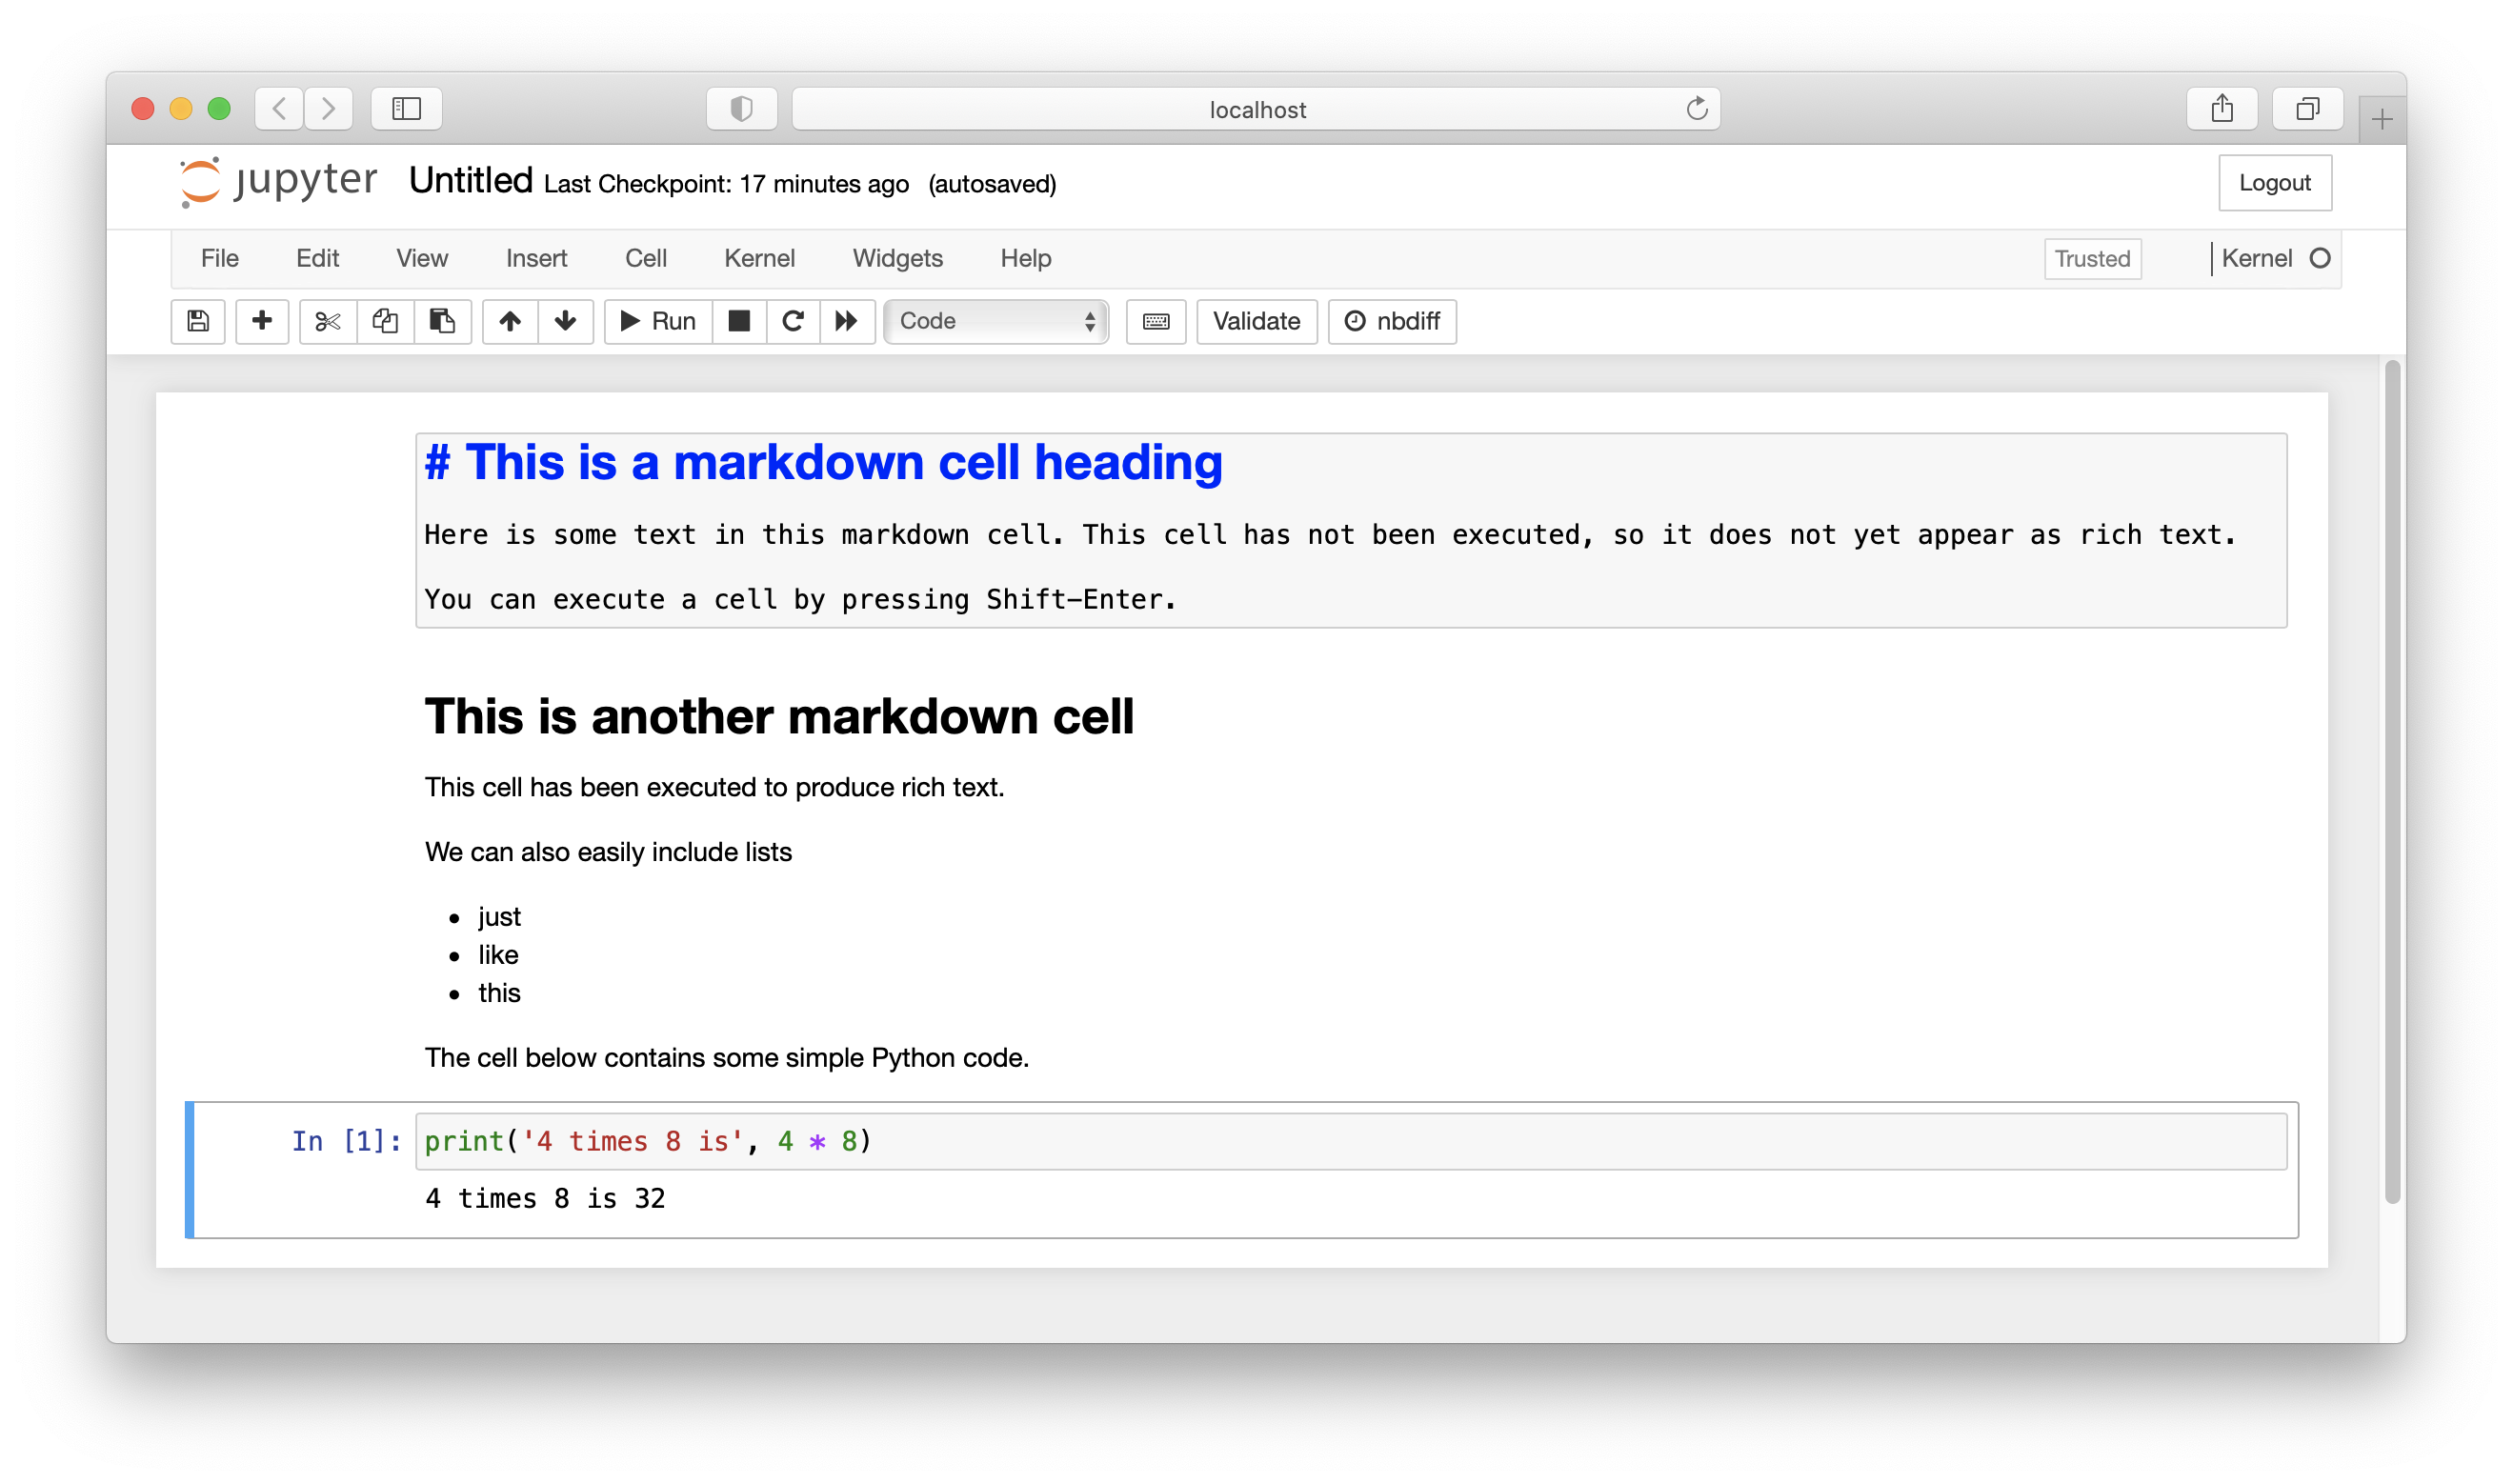 localhost
jupyter Untitled Last Checkpoint: 17 minutes ago (autosaved) Logout
File Edit View Insert Cell Kernel Widgets Help Trusted Kernel
Run Code Validate nbdiff
# This is a markdown cell heading
Here is some text in this markdown cell. This cell has not been executed, so it does not yet appear as rich text.
You can execute a cell by pressing Shift-Enter.
This is another markdown cell
This cell has been executed to produce rich text.
We can also easily include lists
• just
• like
• this
The cell below contains some simple Python code.
In [1]: print('4 times 8 is', 4 * 8)
4 times 8 is 32